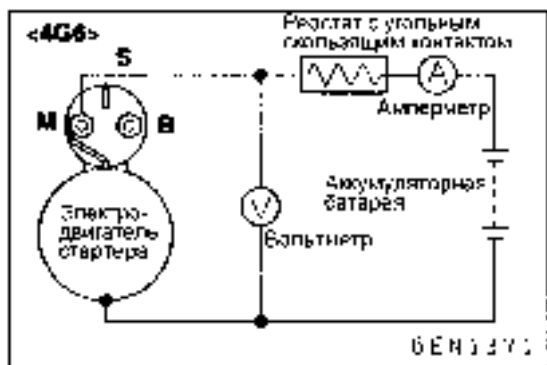 <4G6>
Реостат с угольным
скользящим контактом
S
M
B
Амперметр
Аккумуляторная
батарея
Электро-
двигатель
стартера
Вольтметр
A
V